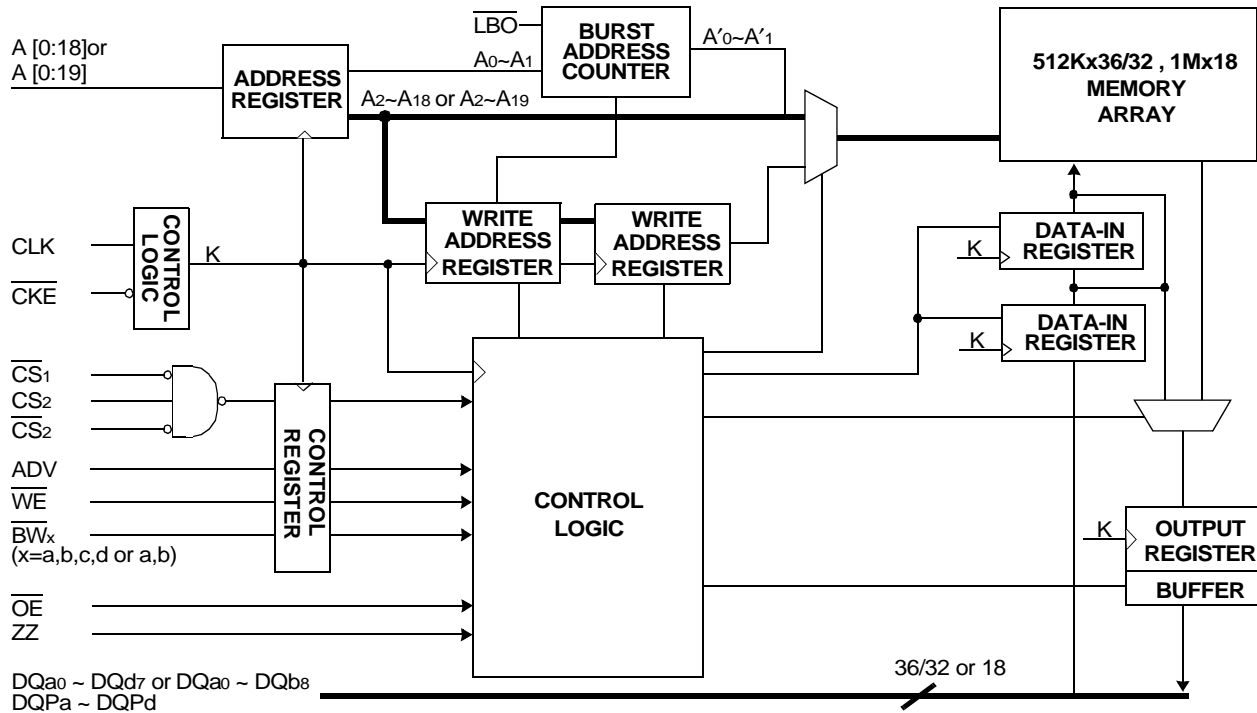 A [0:18]or
A [0:19]
ADDRESS
REGISTER
A0~A1
A2~A18 or A2~A19
LBO
BURST
ADDRESS
COUNTER
A′0~A′1
512Kx36/32 , 1Mx18
MEMORY
ARRAY
CLK
CKE
CONTROL
LOGIC
K
WRITE
ADDRESS
REGISTER
WRITE
ADDRESS
REGISTER
K
DATA-IN
REGISTER
K
DATA-IN
REGISTER
CS1
CS2
CS2
ADV
WE
BWx
(x=a,b,c,d or a,b)
OE
ZZ
CONTROL
REGISTER
CONTROL
LOGIC
K
OUTPUT
REGISTER
BUFFER
DQa0 ~ DQd7 or DQa0 ~ DQb8
DQPa ~ DQPd
36/32 or 18